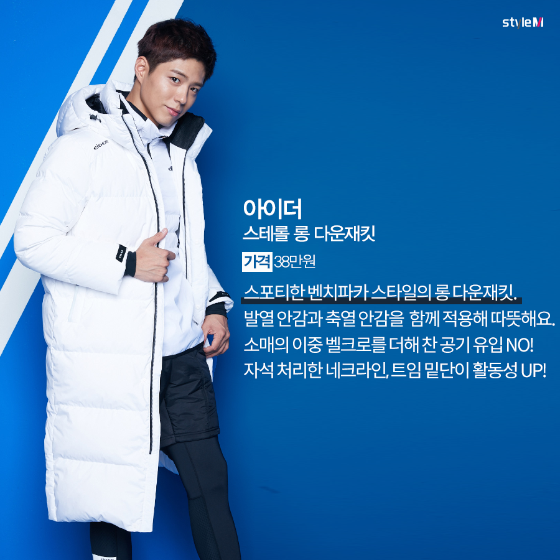 styleM
아이더
스테롤 롱 다운재킷
가격 38만원
스포티한 벤치파카 스타일의 롱 다운재킷.
발열 안감과 축열 안감을 함께 적용해 따뜻해요.
소매의 이중 벨크로를 더해 찬 공기 유입 NO!
자석 처리한 네크라인, 트임 밑단이 활동성 UP!
eider